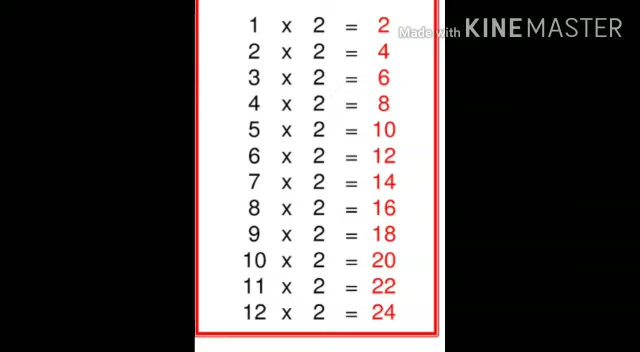 1 x 2 = 2
Made with KINEMASTER
2 x 2 = 4
3 x 2 = 6
4 x 2 = 8
5 x 2 = 10
6 x 2 = 12
7 x 2 = 14
8 x 2 = 16
9 x 2 = 18
10 x 2 = 20
11 x 2 = 22
12 x 2 = 24